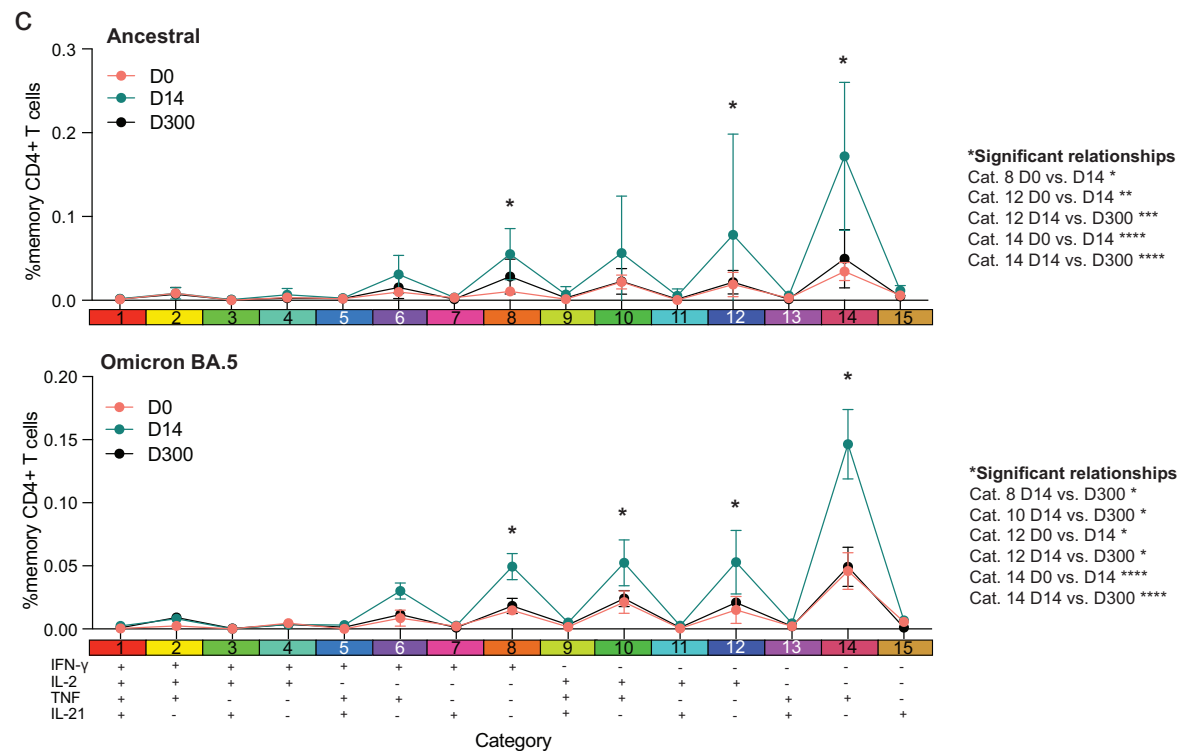 C
Ancestral
0.3
0.2
0.1
0.0
%memory CD4+ T cells
D0
D14
D300
* * * *
1 2 3 4 5 6 7 8 9 10 11 12 13 14 15
*Significant relationships
Cat. 8 D0 vs. D14 *
Cat. 12 D0 vs. D14 **
Cat. 12 D14 vs. D300 ***
Cat. 14 D0 vs. D14 ****
Cat. 14 D14 vs. D300 ****
Omicron BA.5
0.20
0.15
0.10
0.05
0.00
%memory CD4+ T cells
D0
D14
D300
* * * * *
1 2 3 4 5 6 7 8 9 10 11 12 13 14 15
*Significant relationships
Cat. 8 D14 vs. D300 *
Cat. 10 D14 vs. D300 *
Cat. 12 D0 vs. D14 *
Cat. 12 D14 vs. D300 *
Cat. 14 D0 vs. D14 ****
Cat. 14 D14 vs. D300 ****
IFN-γ + + + + + + + + - - - - - - -
IL-2 + + + + - - - - + + + + - - -
TNF + + - - + + - - + + - - + + -
IL-21 + - + - + - + - + - + - + - +
Category